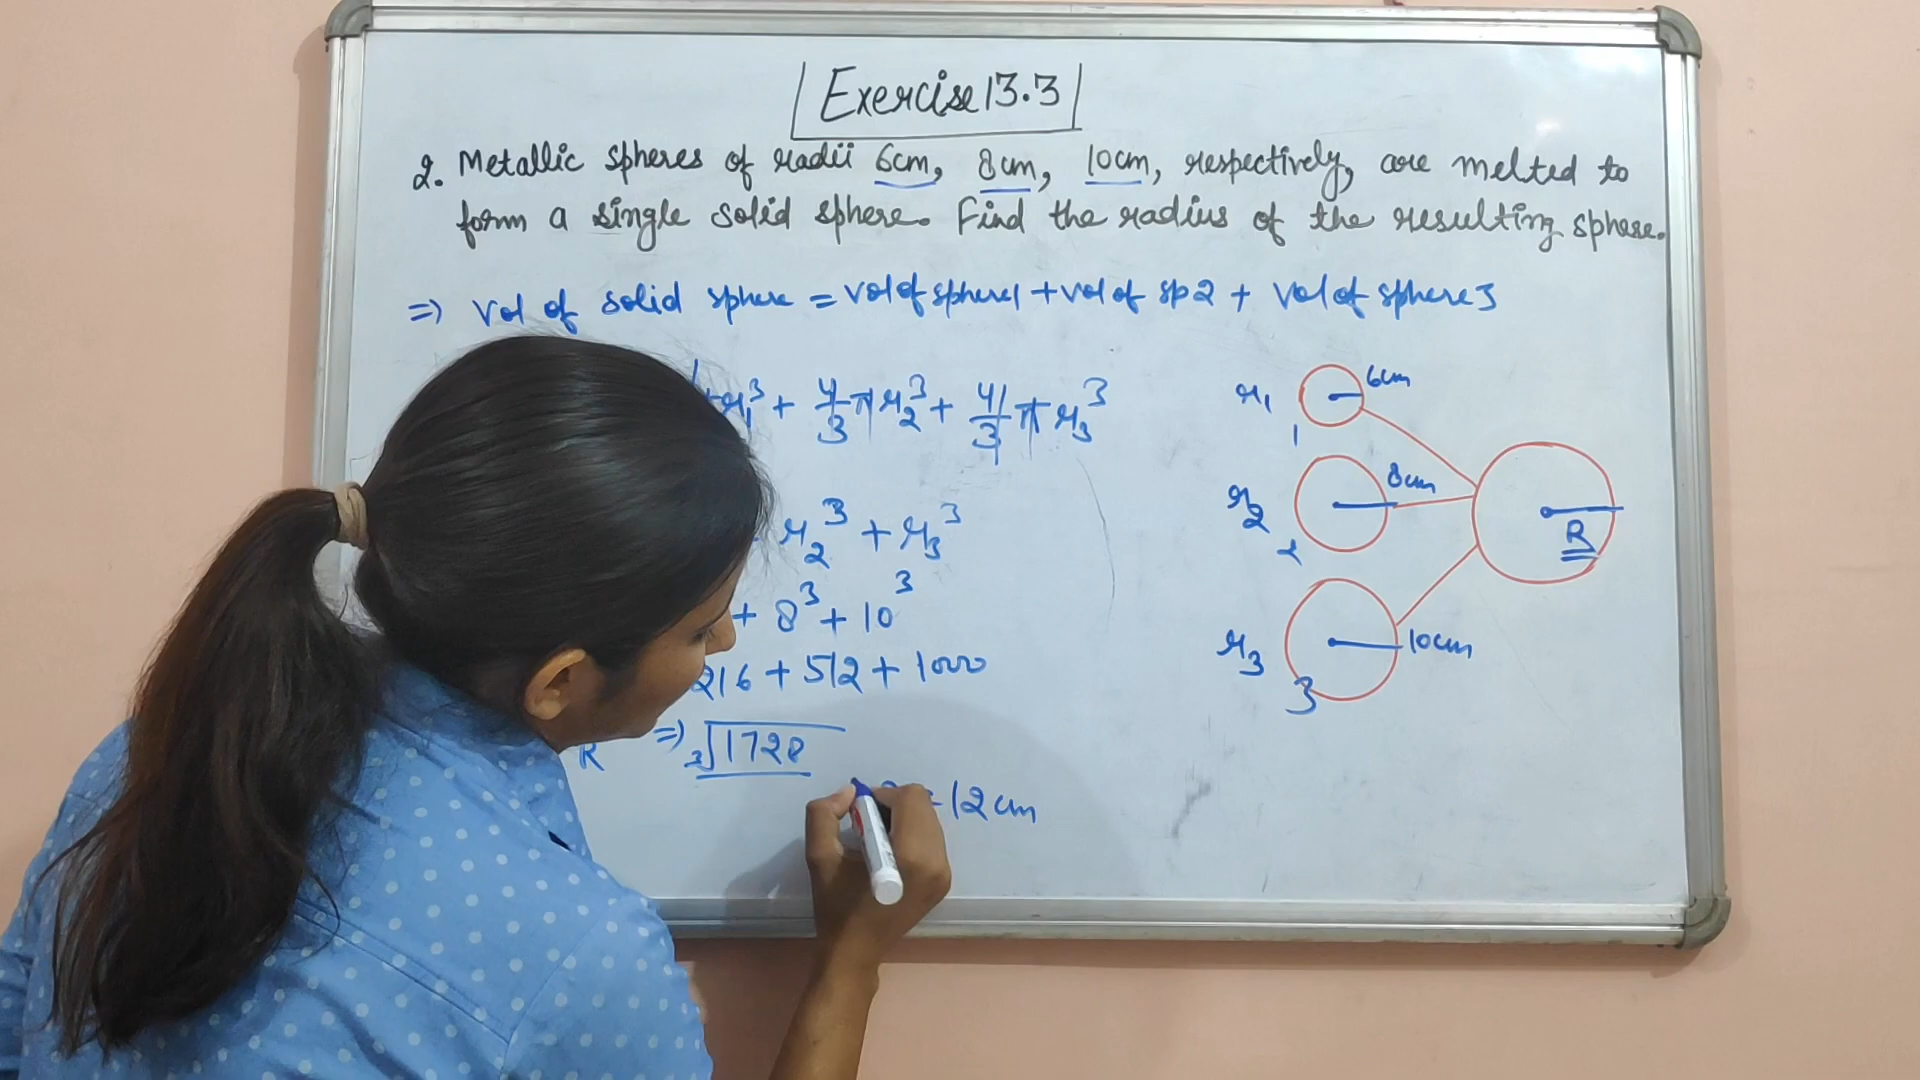 Exercise 13.3
2. Metallic spheres of radii 6cm, 8cm, 10cm, respectively, are melted to
form a single solid sphere. Find the radius of the resulting sphere.
=> Vol of solid sphere = vol of sphere1 + vol of sp 2 + Vol of sphere 3
r₁³ + 4/3 π r₂³ + 4/3 π r₃³
r₂³ + r₃³
+ 8³ + 10³
216 + 512 + 1000
R => ³√1728
= 12 cm
r₁ 6cm
1
r₂ 8cm
2
R
r₃ 10cm
3